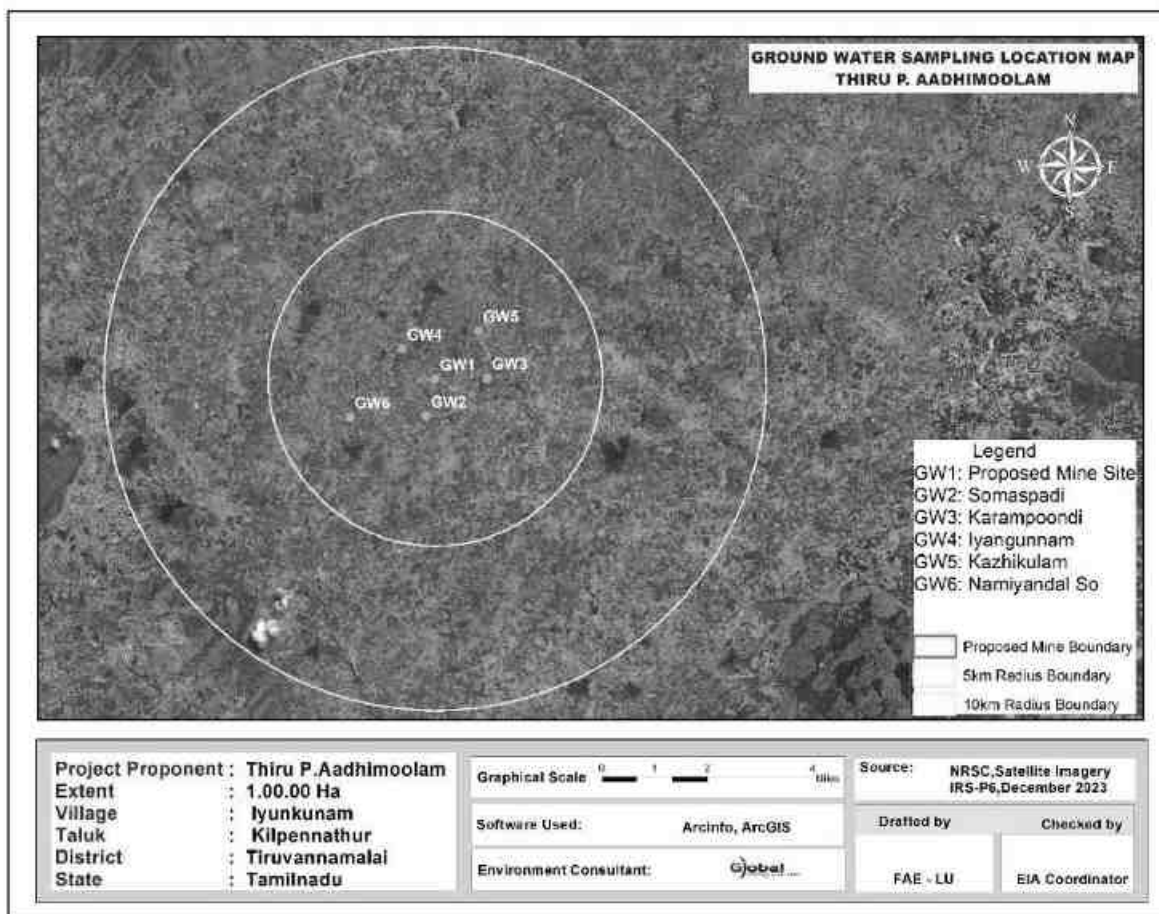 GROUND WATER SAMPLING LOCATION MAP
THIRU P. AADHIMOOLAM
N
W E
S
GW5
GW4
GW1 GW3
GW6 GW2
Legend
GW1: Proposed Mine Site
GW2: Somaspadi
GW3: Karampoondi
GW4: Iyangunnam
GW5: Kazhikulam
GW6: Namiyandal So
Proposed Mine Boundary
5km Radius Boundary
10km Radius Boundary
Project Proponent : Thiru P.Aadhimoolam
Extent : 1.00.00 Ha
Village : Iyunkunam
Taluk : Kilpennathur
District : Tiruvannamalai
State : Tamilnadu
Graphical Scale 0 1 2 4 Miles
Software Used: Arcinfo, ArcGIS
Environment Consultant: Global
Source: NRSC,Satellite Imagery
IRS-P6,December 2023
Drafted by Checked by
FAE - LU EIA Coordinator